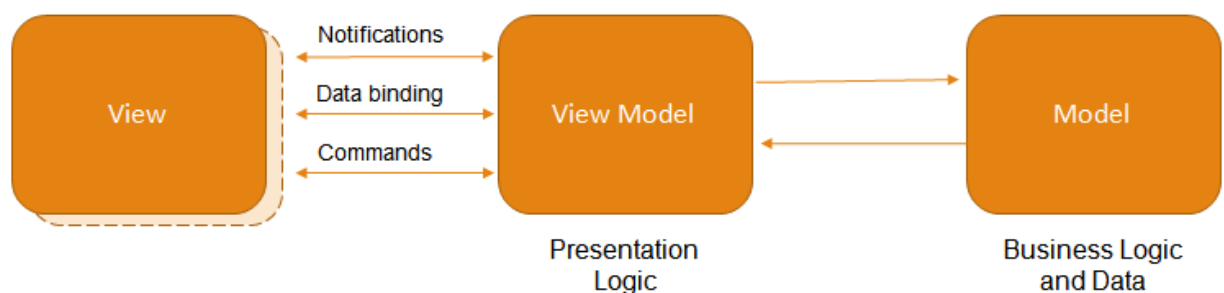 Notifications
Data binding
Commands
View
View Model
Model
Presentation
Logic
Business Logic
and Data